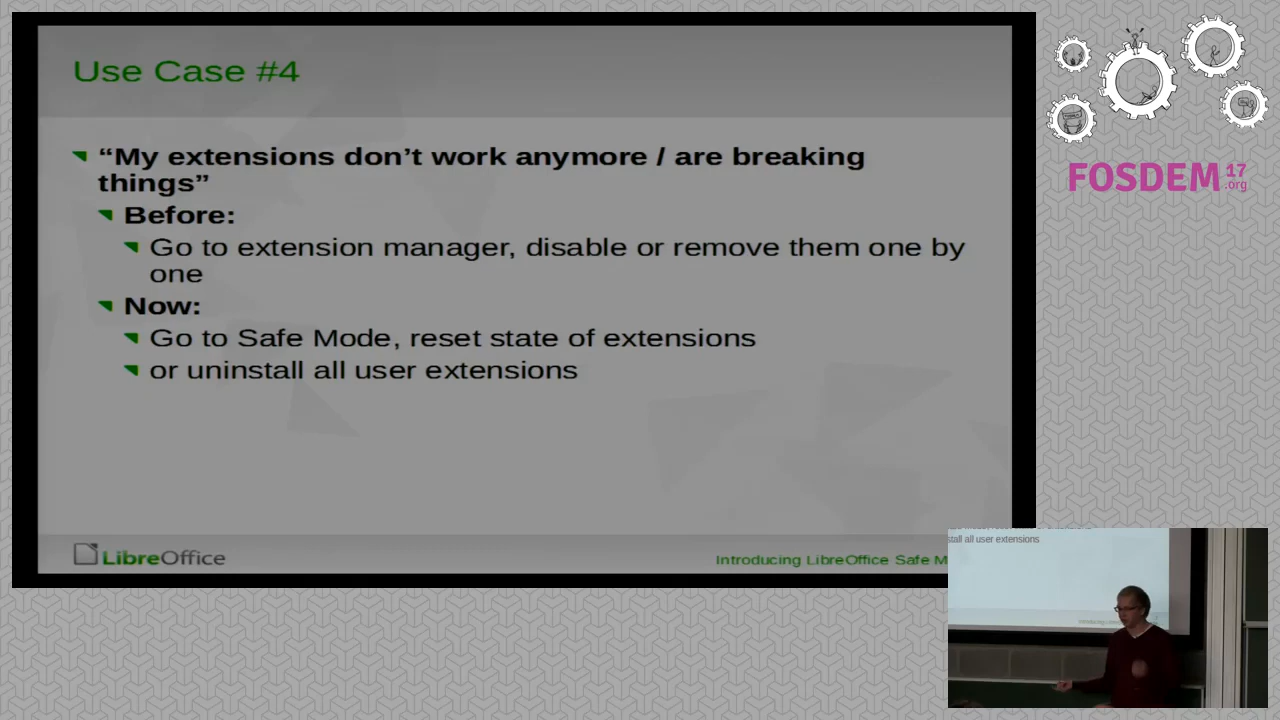 Use Case #4
“My extensions don’t work anymore / are breaking
things”
Before:
Go to extension manager, disable or remove them one by
one
Now:
Go to Safe Mode, reset state of extensions
or uninstall all user extensions
LibreOffice
Introducing LibreOffice Safe M
FOSDEM 17
.org
stall all user extensions